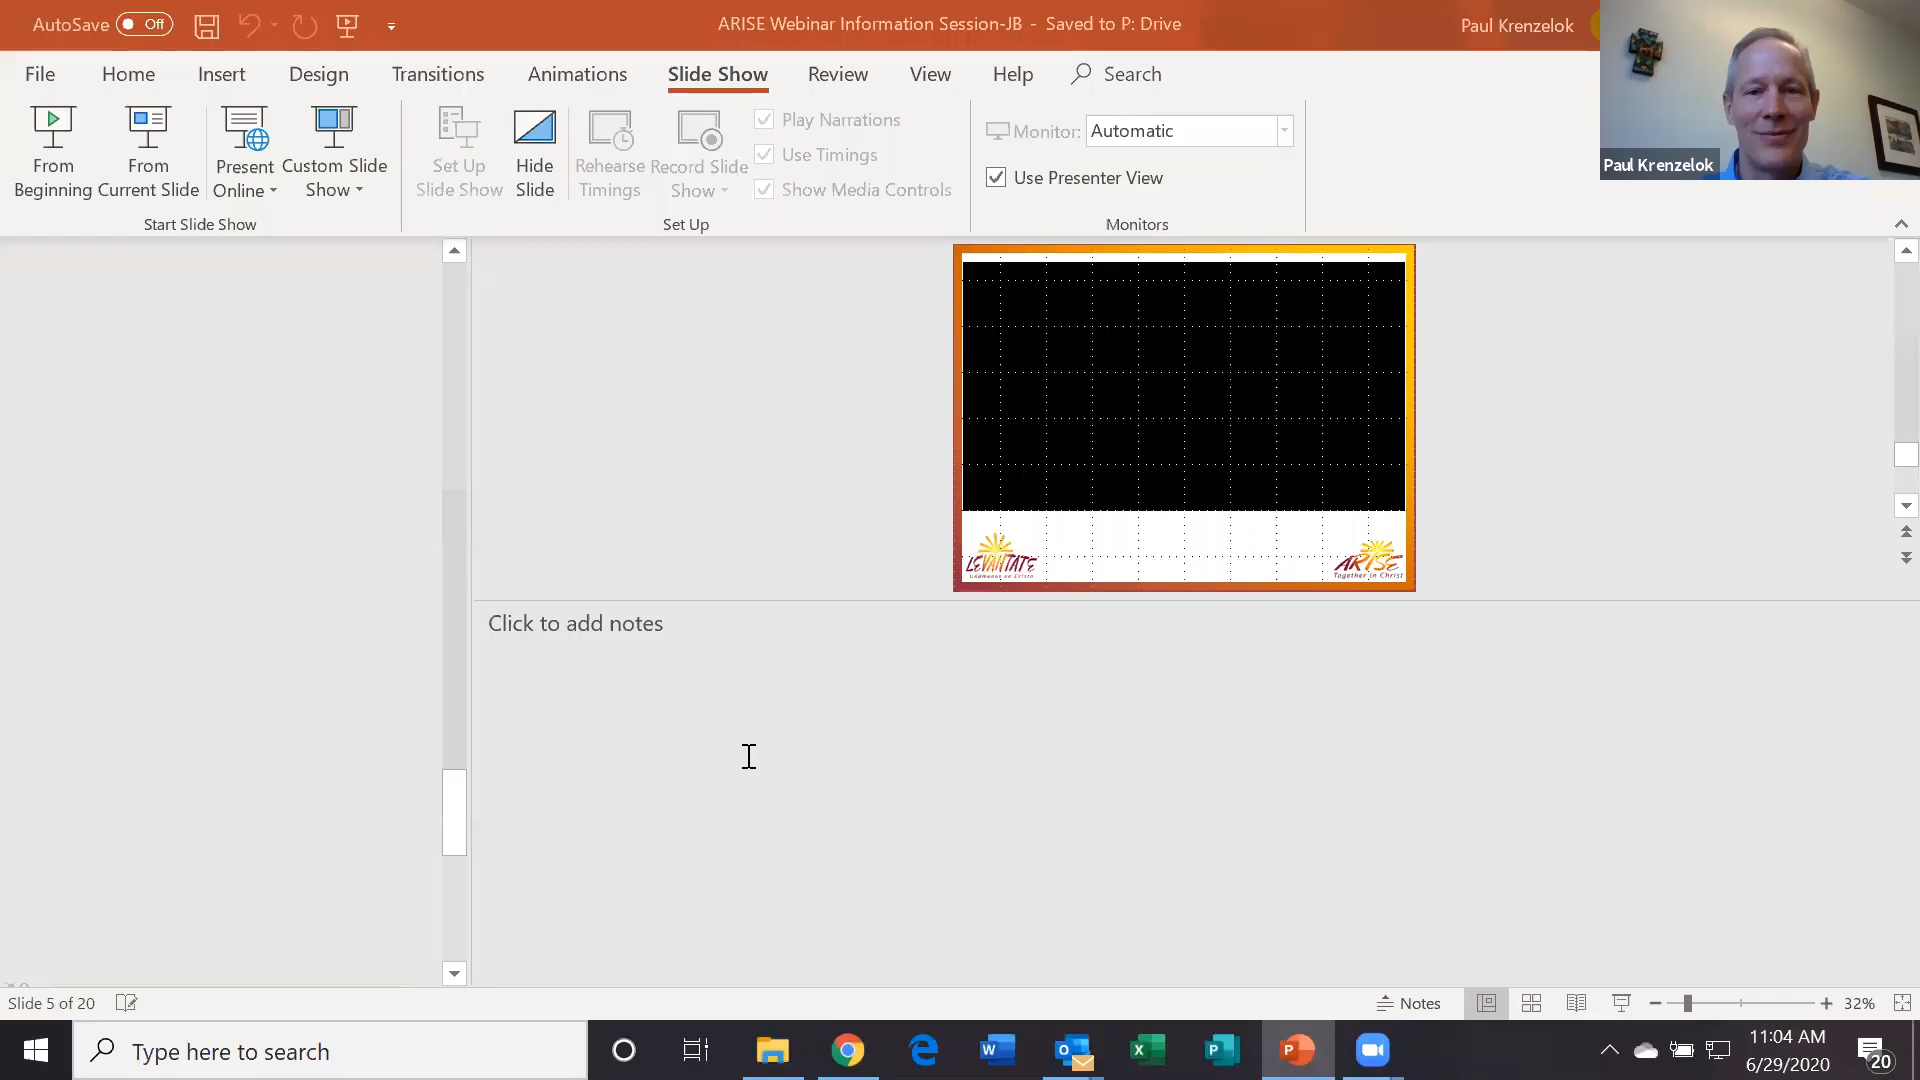 AutoSave Off
ARISE Webinar Information Session-JB - Saved to P: Drive
Paul Krenzelok
File Home Insert Design Transitions Animations Slide Show Review View Help Search
From Beginning
From Current Slide
Present Online
Custom Slide Show
Start Slide Show
Set Up Slide Show
Hide Slide
Rehearse Timings
Record Slide Show
Play Narrations
Use Timings
Show Media Controls
Set Up
Monitor: Automatic
Use Presenter View
Monitors
Paul Krenzelok
LEVANTATE
ARISE
Together in Christ
Click to add notes
Slide 5 of 20
Notes
32%
Type here to search
11:04 AM
6/29/2020
20